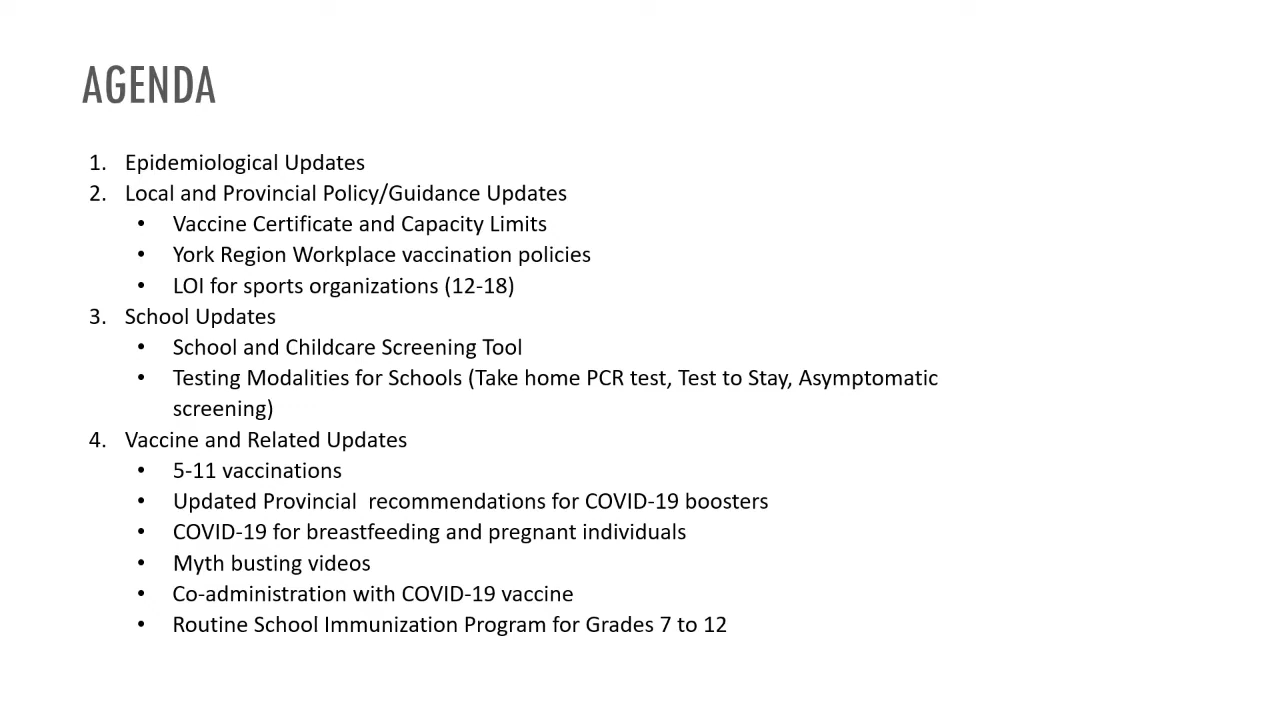 AGENDA
1. Epidemiological Updates
2. Local and Provincial Policy/Guidance Updates
• Vaccine Certificate and Capacity Limits
• York Region Workplace vaccination policies
• LOI for sports organizations (12-18)
3. School Updates
• School and Childcare Screening Tool
• Testing Modalities for Schools (Take home PCR test, Test to Stay, Asymptomatic
screening)
4. Vaccine and Related Updates
• 5-11 vaccinations
• Updated Provincial  recommendations for COVID-19 boosters
• COVID-19 for breastfeeding and pregnant individuals
• Myth busting videos
• Co-administration with COVID-19 vaccine
• Routine School Immunization Program for Grades 7 to 12